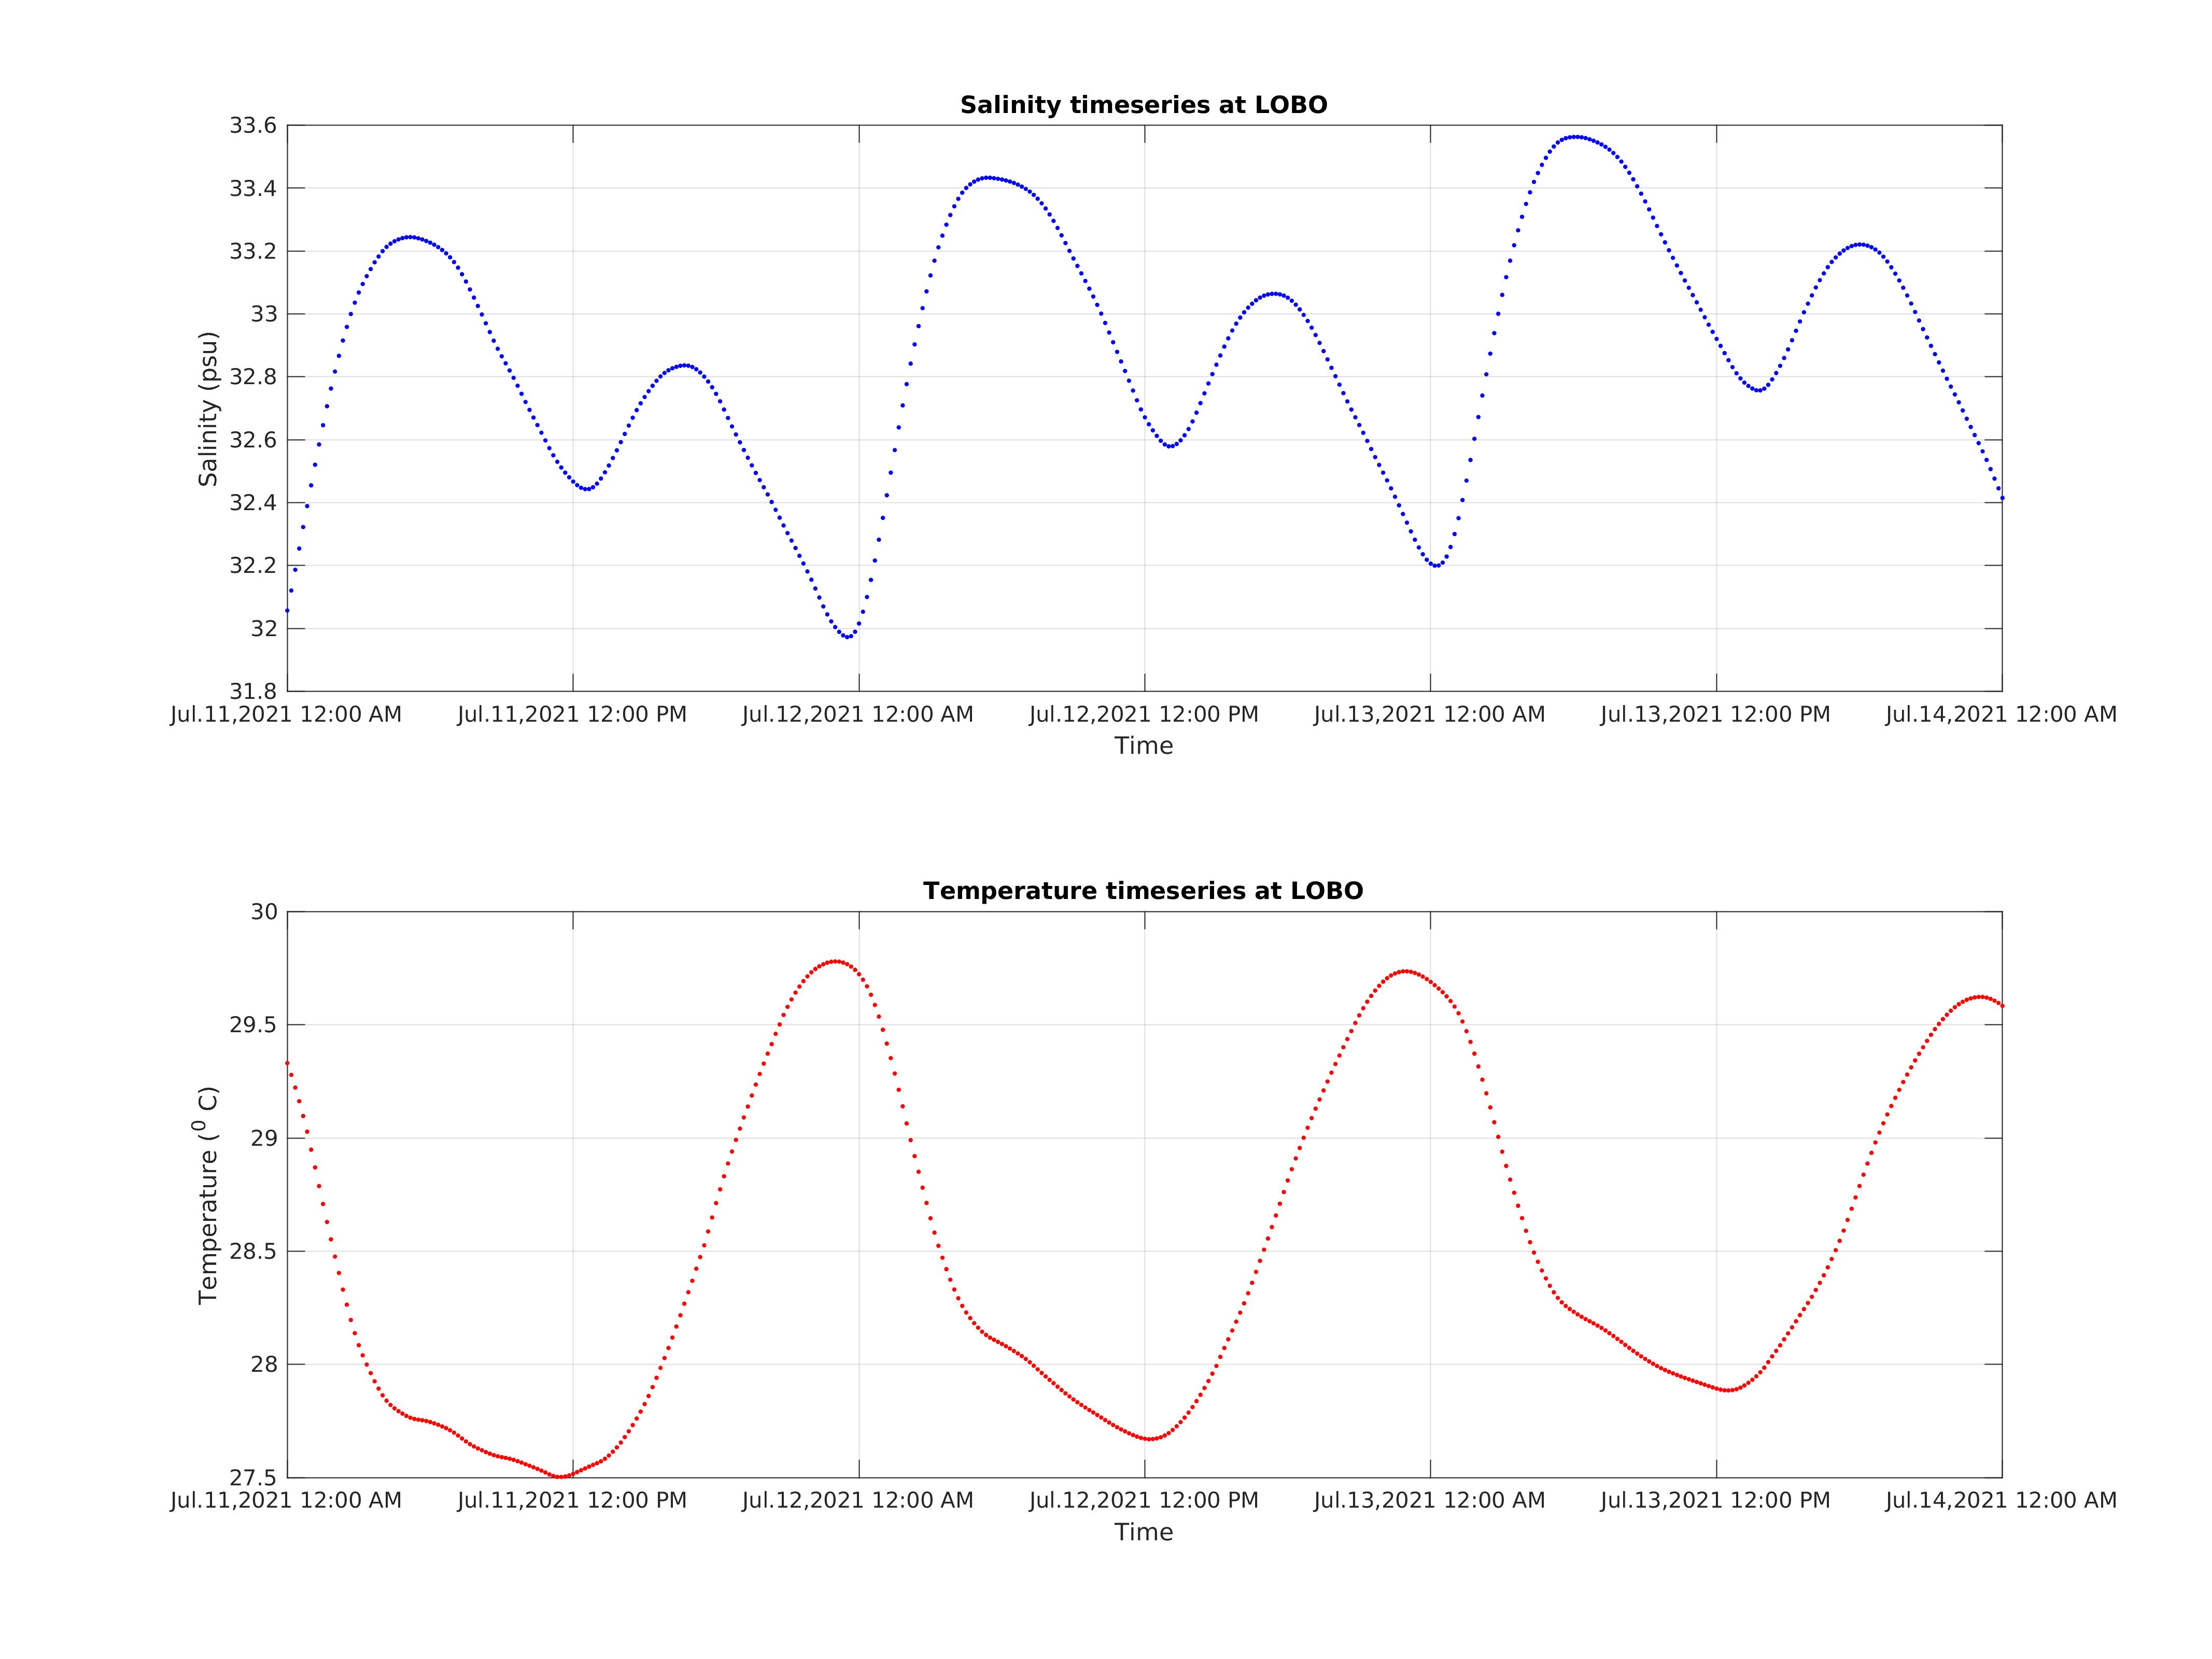 Salinity timeseries at LOBO
33.6
33.4
33.2
33
32.8
32.6
32.4
32.2
32
31.8
Salinity (psu)
Jul.11,2021 12:00 AM Jul.11,2021 12:00 PM Jul.12,2021 12:00 AM Jul.12,2021 12:00 PM Jul.13,2021 12:00 AM Jul.13,2021 12:00 PM Jul.14,2021 12:00 AM
Time
Temperature timeseries at LOBO
30
29.5
29
28.5
28
27.5
Temperature (⁰ C)
Jul.11,2021 12:00 AM Jul.11,2021 12:00 PM Jul.12,2021 12:00 AM Jul.12,2021 12:00 PM Jul.13,2021 12:00 AM Jul.13,2021 12:00 PM Jul.14,2021 12:00 AM
Time